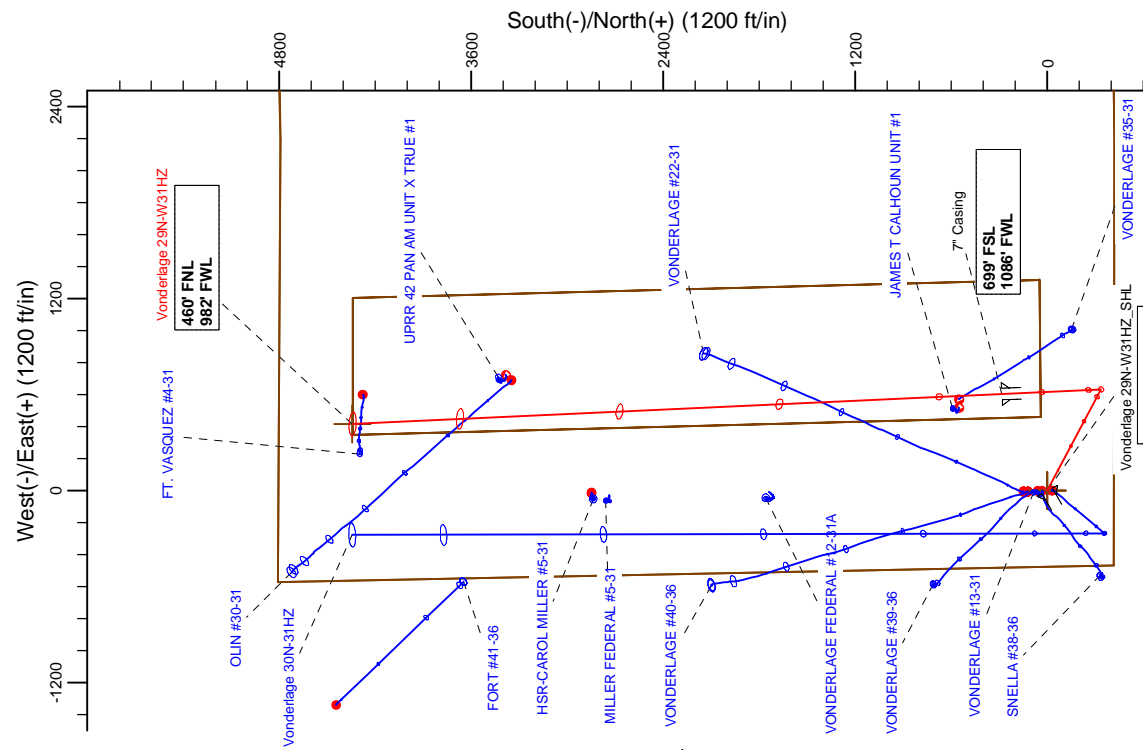 South(-)/North(+) (1200 ft/in)
4800
3600
2400
1200
0
West(-)/East(+) (1200 ft/in)
2400
1200
0
-1200
Vonderlage 29N-W31HZ
460' FNL
982' FWL
FT. VASQUEZ #4-31
UPRR 42 PAN AM UNIT X TRUE #1
VONDERLAGE #22-31
JAMES T CALHOUN UNIT #1
7" Casing
699' FSL
1086' FWL
VONDERLAGE #35-31
Vonderlage 29N-W31HZ_SHL
OLIN #30-31
Vonderlage 30N-31HZ
FORT #41-36
HSR-CAROL MILLER #5-31
MILLER FEDERAL #5-31
VONDERLAGE #40-36
VONDERLAGE FEDERAL #12-31A
VONDERLAGE #39-36
VONDERLAGE #13-31
SNELLA #38-36